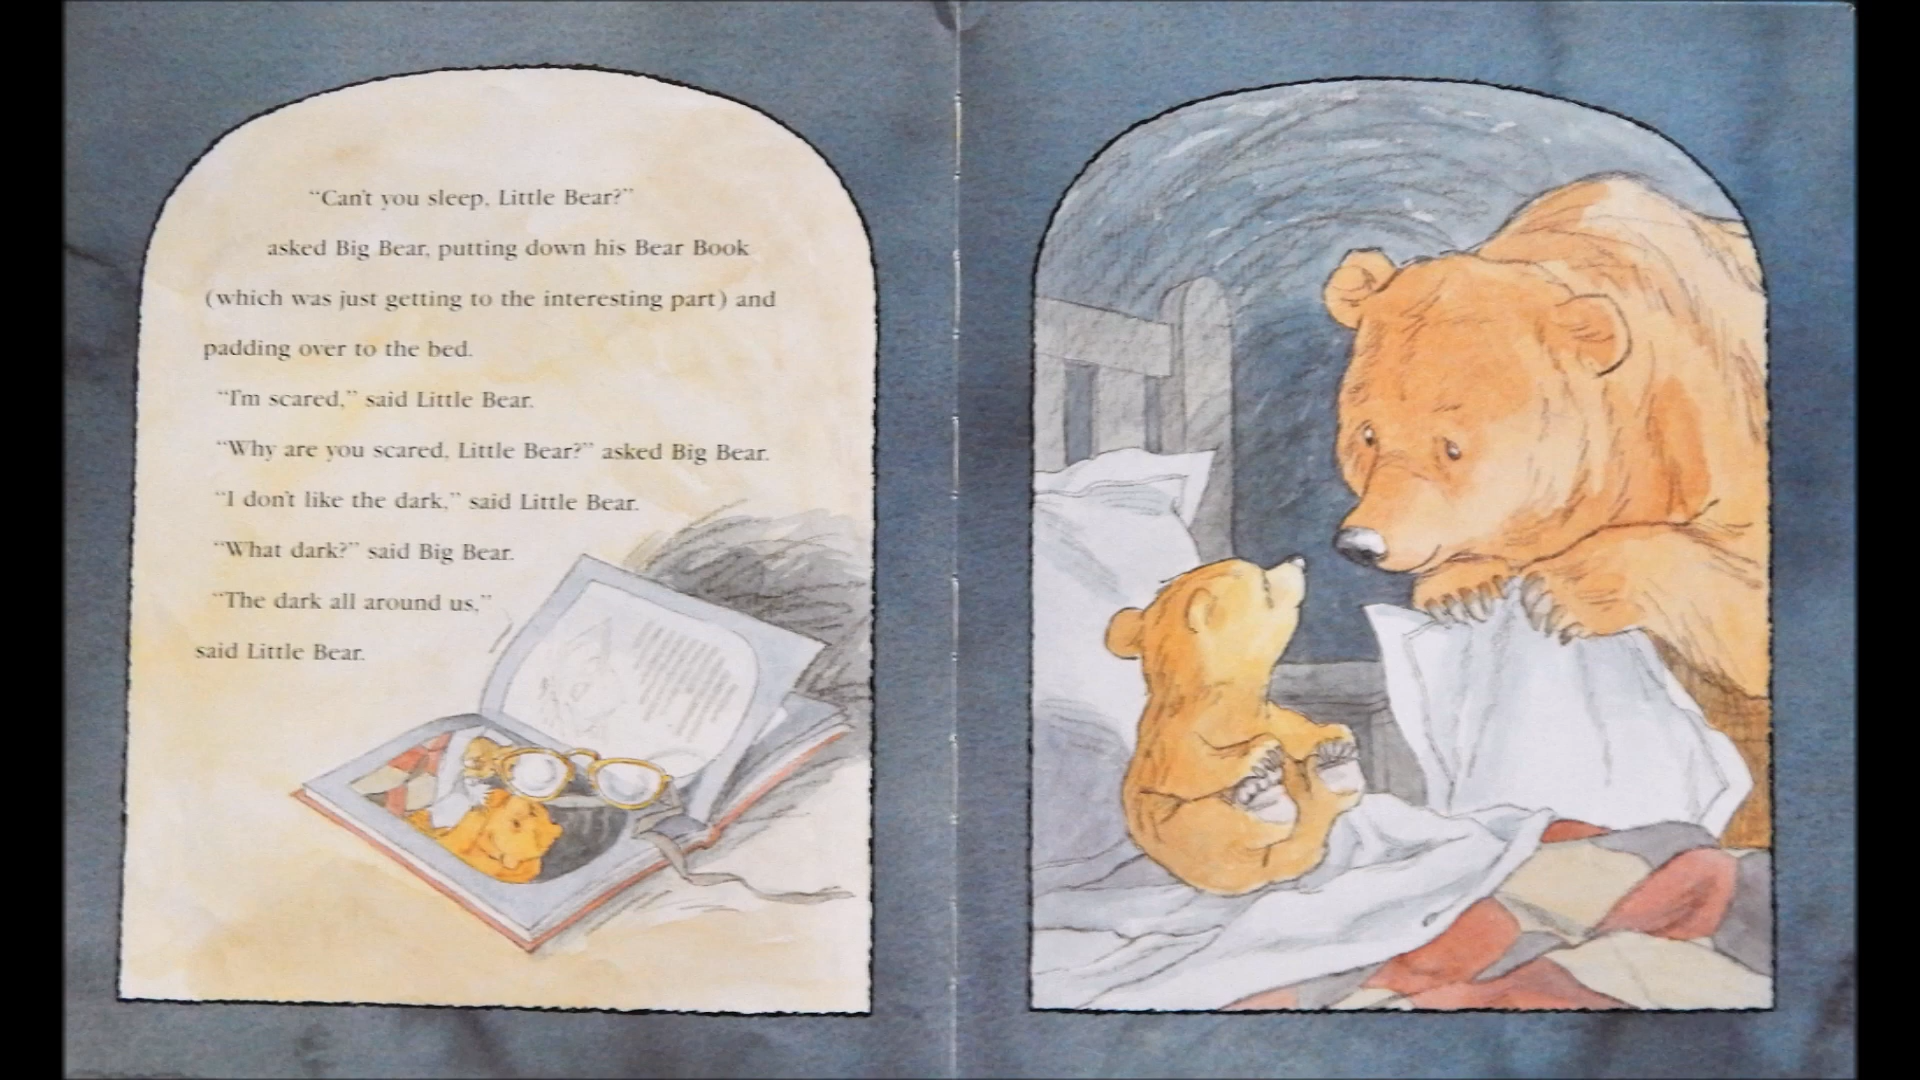 “Can't you sleep, Little Bear?”
asked Big Bear, putting down his Bear Book
(which was just getting to the interesting part) and
padding over to the bed.
“I'm scared,” said Little Bear.
“Why are you scared, Little Bear?” asked Big Bear.
“I don't like the dark,” said Little Bear.
“What dark?” said Big Bear.
“The dark all around us,”
said Little Bear.